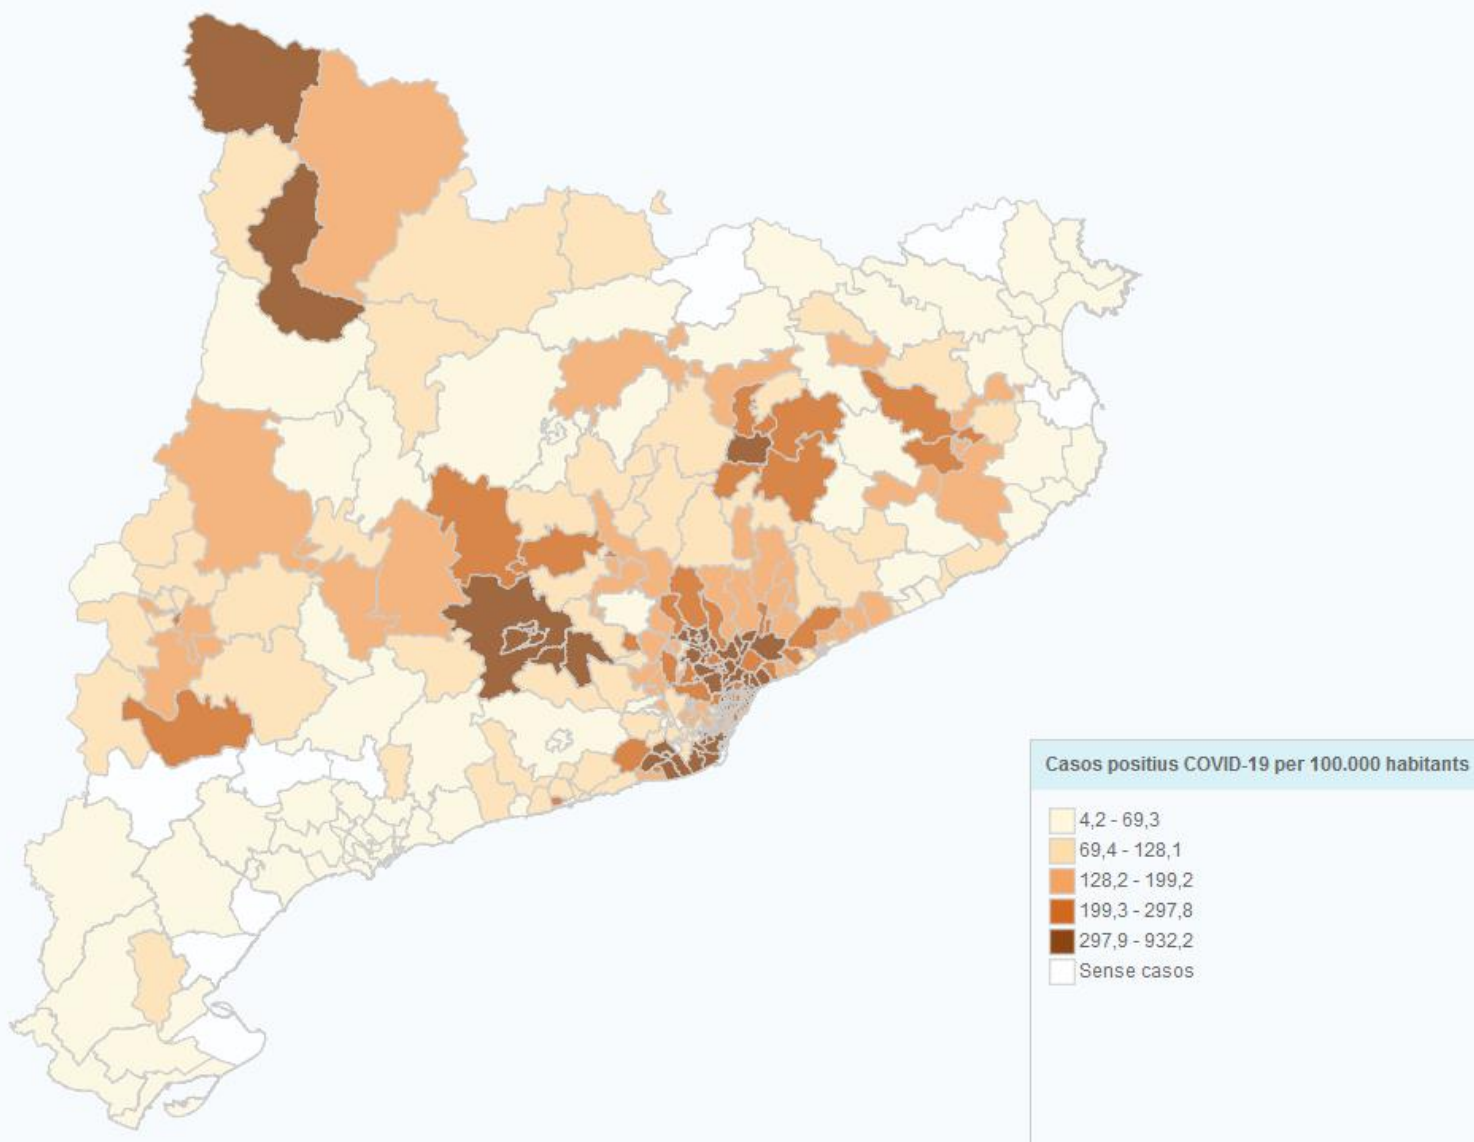 Casos positius COVID-19 per 100.000 habitants
4,2 - 69,3
69,4 - 128,1
128,2 - 199,2
199,3 - 297,8
297,9 - 932,2
Sense casos